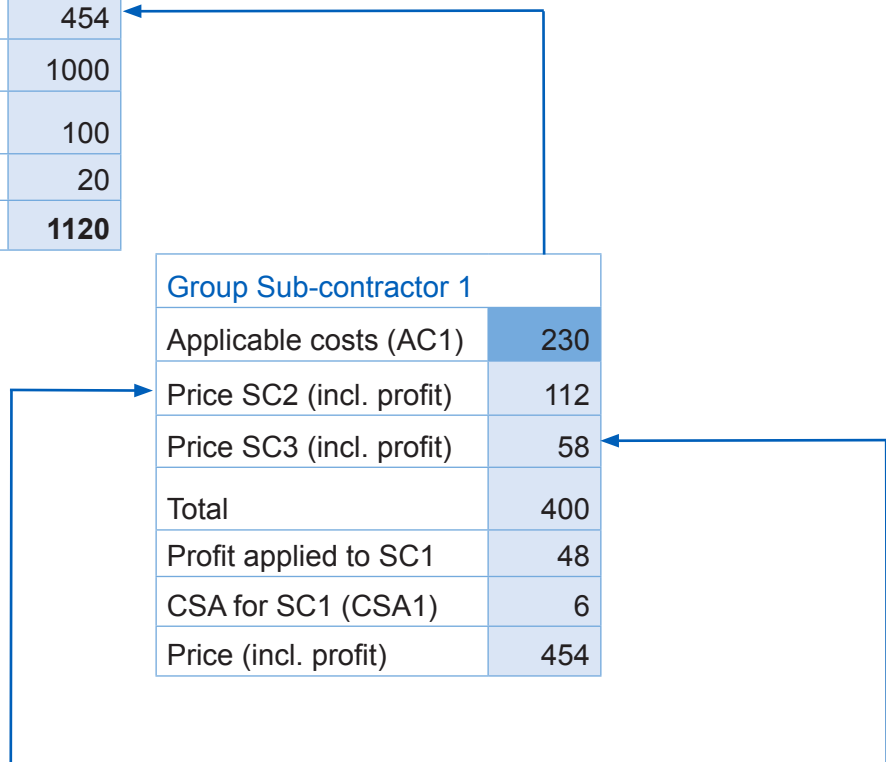 454
1000
100
20
1120
Group Sub-contractor 1
Applicable costs (AC1) 230
Price SC2 (incl. profit) 112
Price SC3 (incl. profit) 58
Total 400
Profit applied to SC1 48
CSA for SC1 (CSA1) 6
Price (incl. profit) 454